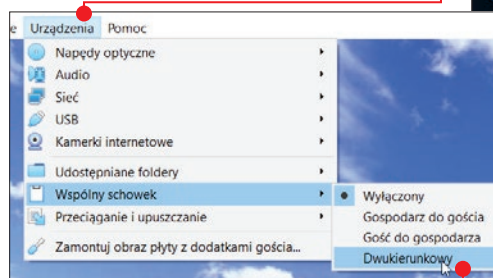 e Urządzenia Pomoc
Napędy optyczne
Audio
Sieć
USB
Kamerki internetowe
Udostępniane foldery
Wspólny schowek
Przeciąganie i upuszczanie
Zamontuj obraz płyty z dodatkami gościa...
Wyłączony
Gospodarz do gościa
Gość do gospodarza
Dwukierunkowy